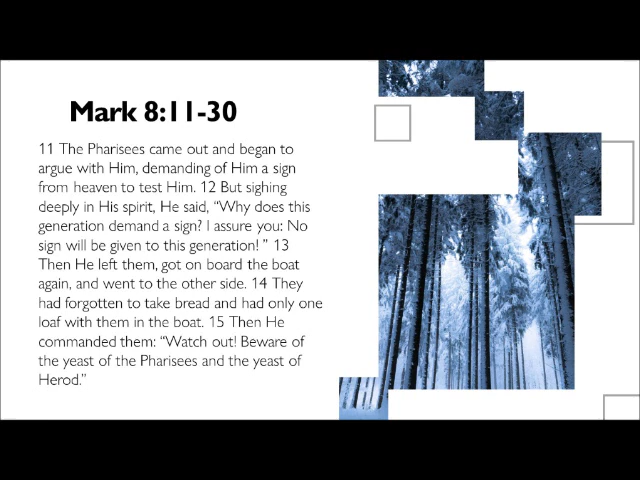 Mark 8:11-30
11 The Pharisees came out and began to
argue with Him, demanding of Him a sign
from heaven to test Him. 12 But sighing
deeply in His spirit, He said, “Why does this
generation demand a sign? I assure you: No
sign will be given to this generation! ” 13
Then He left them, got on board the boat
again, and went to the other side. 14 They
had forgotten to take bread and had only one
loaf with them in the boat. 15 Then He
commanded them: “Watch out! Beware of
the yeast of the Pharisees and the yeast of
Herod.”